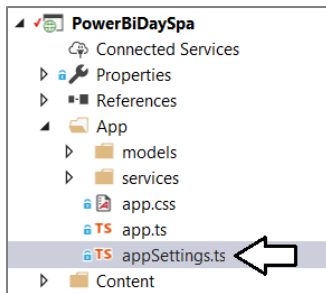 PowerBiDaySpa
Connected Services
Properties
References
App
models
services
app.css
TS app.ts
TS appSettings.ts
Content